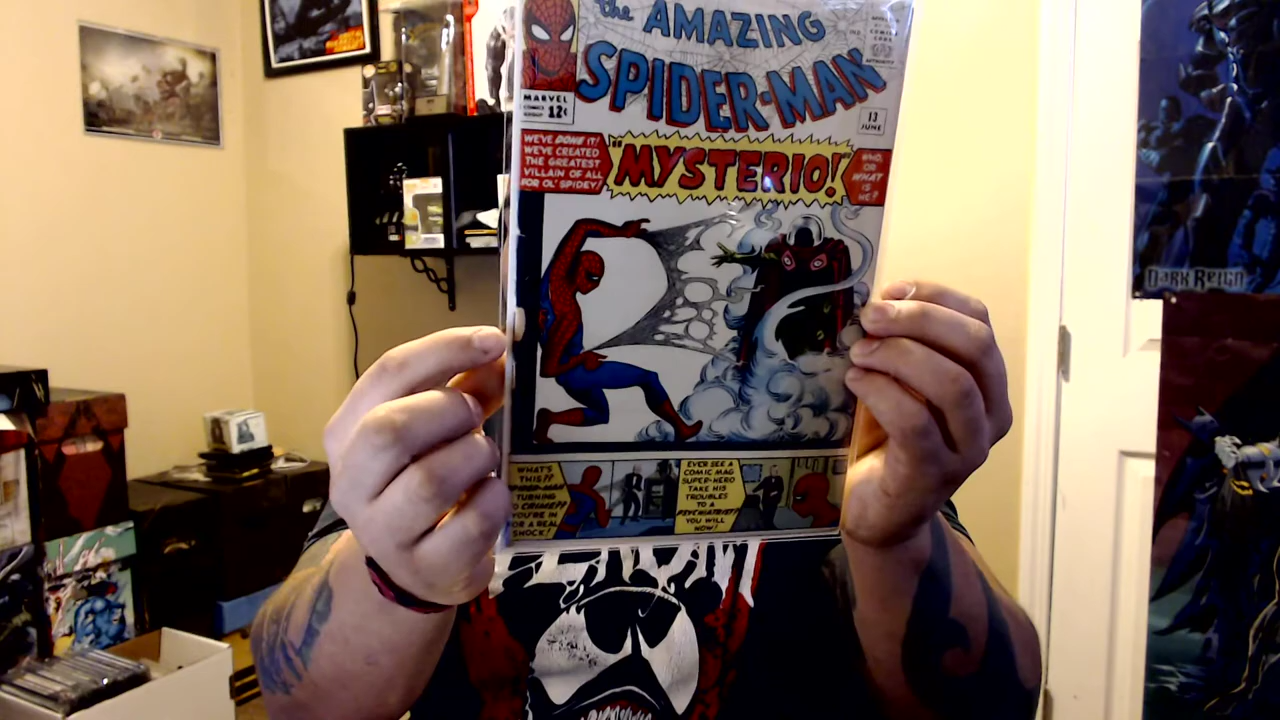 the AMAZING
SPIDER-MAN
MARVEL
COMICS
GROUP 12¢
13
JUNE
WE'VE DONE IT!
WE'VE CREATED
THE GREATEST
VILLAIN OF ALL
FOR OL' SPIDEY!
"MYSTERIO!"
WHO,
OR
WHAT
IS
HE?
WHAT'S
THIS??
SPIDER-MAN
TURNING
TO CRIME??
YOU'RE IN
FOR A REAL
SHOCK!
EVER SEE A
COMIC MAG
SUPER-HERO
TAKE HIS
TROUBLES
TO A
PSYCHIATRIST?
YOU WILL
NOW!
DARK REIGN
VENOM